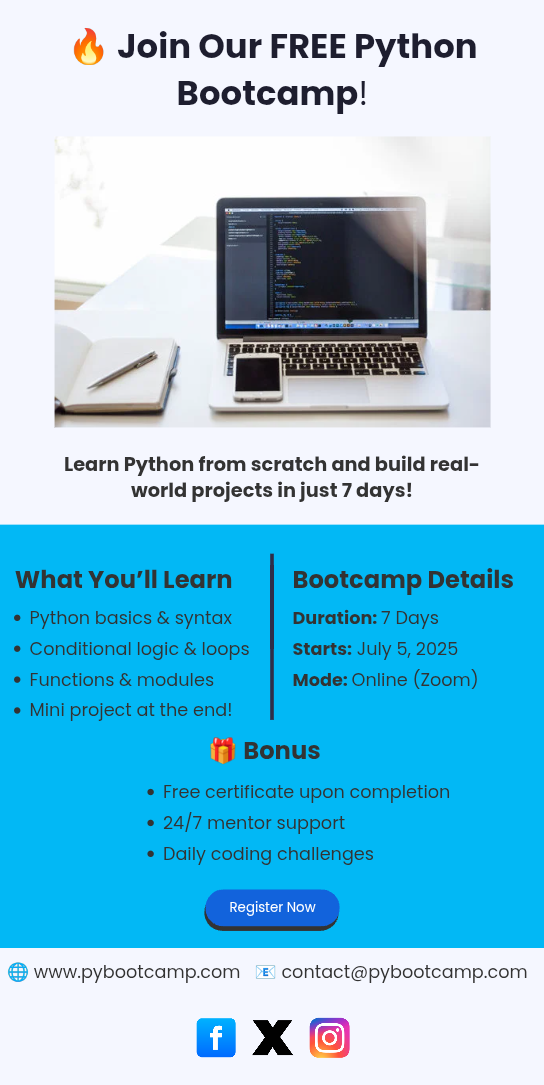 🔥 Join Our FREE Python
Bootcamp!
Learn Python from scratch and build real-
world projects in just 7 days!
What You’ll Learn
• Python basics & syntax
• Conditional logic & loops
• Functions & modules
• Mini project at the end!
Bootcamp Details
Duration: 7 Days
Starts: July 5, 2025
Mode: Online (Zoom)
🎁 Bonus
• Free certificate upon completion
• 24/7 mentor support
• Daily coding challenges
Register Now
🌐 www.pybootcamp.com 📧 contact@pybootcamp.com